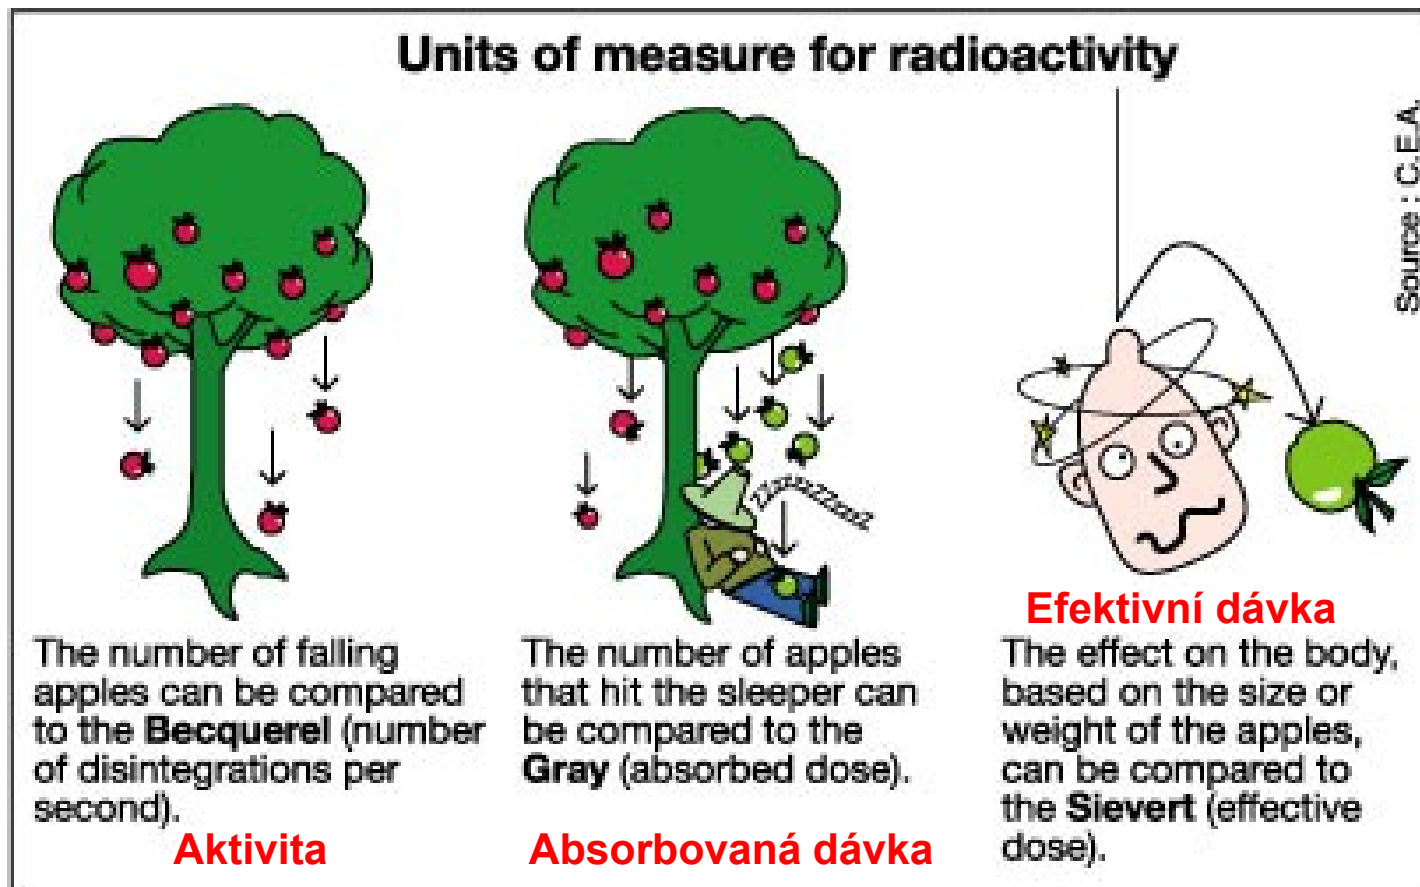 Units of measure for radioactivity
Source : C.E.A.
The number of falling
apples can be compared
to the Becquerel (number
of disintegrations per
second).
Aktivita
The number of apples
that hit the sleeper can
be compared to the
Gray (absorbed dose).
Absorbovaná dávka
Efektivní dávka
The effect on the body,
based on the size or
weight of the apples,
can be compared to
the Sievert (effective
dose).